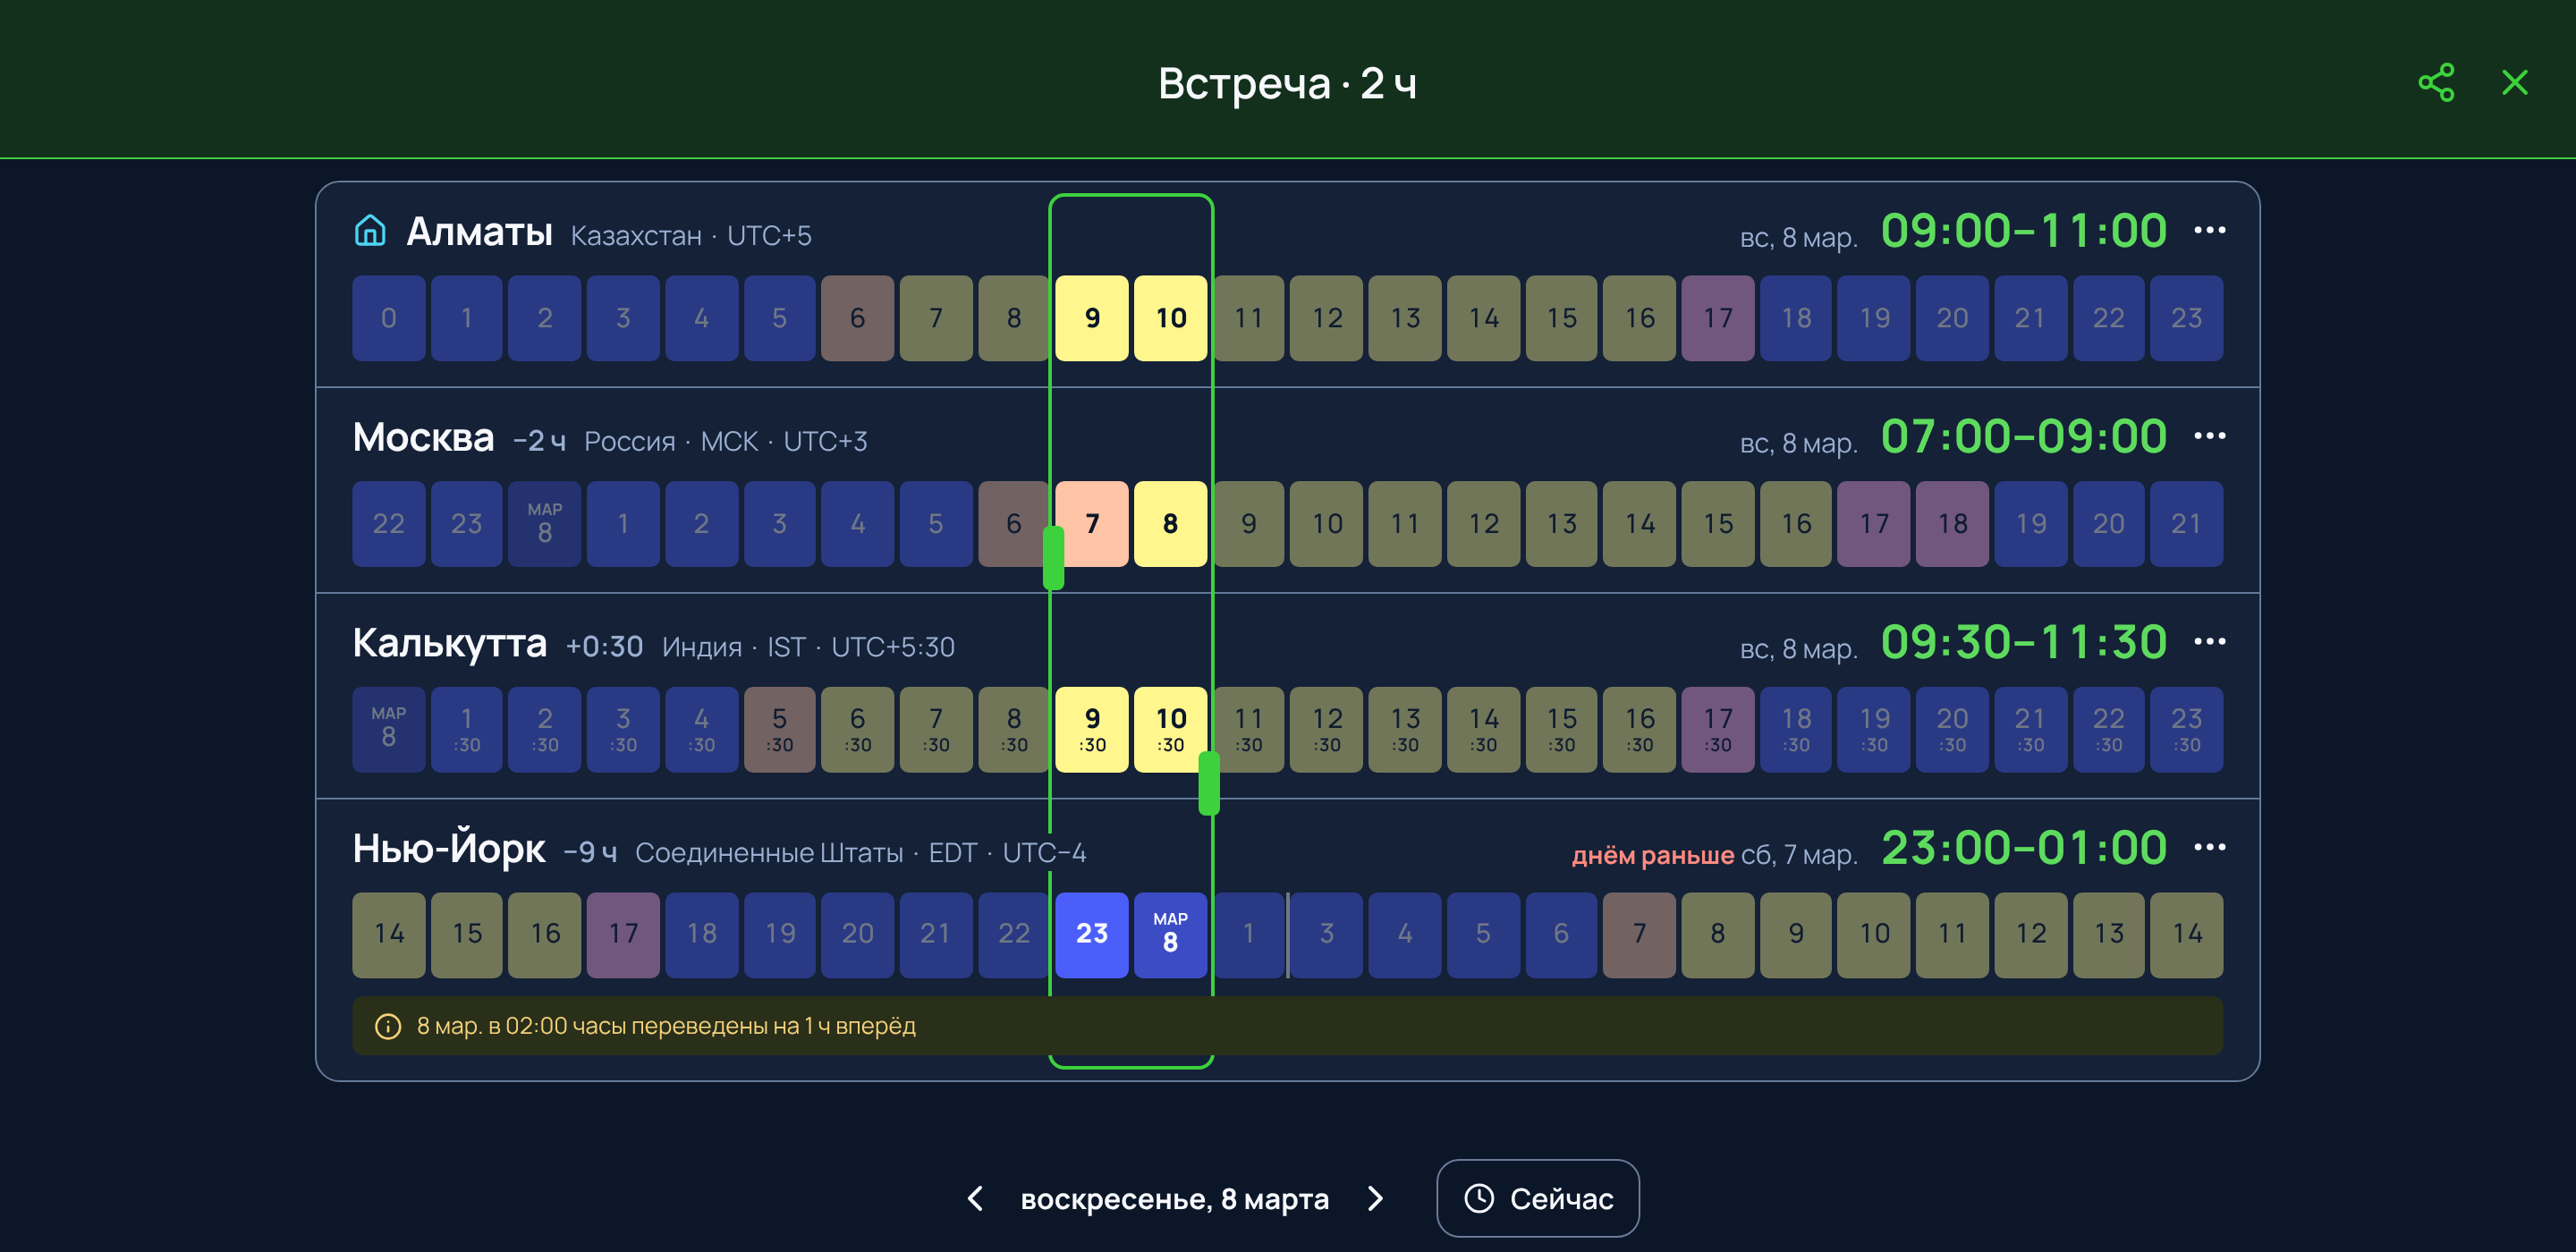 Встреча · 2 ч
Алматы Казахстан · UTC+5 вс, 8 мар. 09:00–11:00
0 1 2 3 4 5 6 7 8 9 10 11 12 13 14 15 16 17 18 19 20 21 22 23
Москва −2 ч Россия · МСК · UTC+3 вс, 8 мар. 07:00–09:00
22 23 МАР 8 1 2 3 4 5 6 7 8 9 10 11 12 13 14 15 16 17 18 19 20 21
Калькутта +0:30 Индия · IST · UTC+5:30 вс, 8 мар. 09:30–11:30
МАР 8 1:30 2:30 3:30 4:30 5:30 6:30 7:30 8:30 9:30 10:30 11:30 12:30 13:30 14:30 15:30 16:30 17:30 18:30 19:30 20:30 21:30 22:30 23:30
Нью-Йорк −9 ч Соединенные Штаты · EDT · UTC−4 днём раньше сб, 7 мар. 23:00–01:00
14 15 16 17 18 19 20 21 22 23 МАР 8 1 3 4 5 6 7 8 9 10 11 12 13 14
8 мар. в 02:00 часы переведены на 1 ч вперёд
воскресенье, 8 марта Сейчас